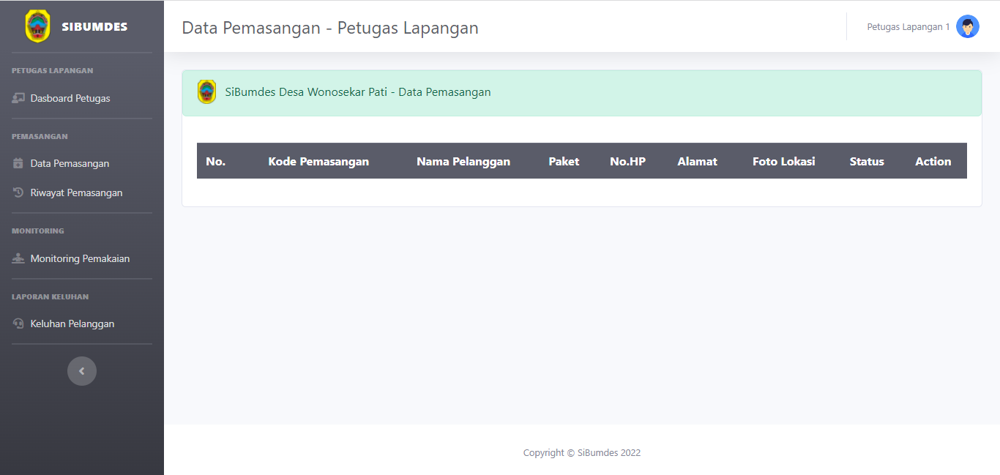 SIBUMDES
Data Pemasangan - Petugas Lapangan
Petugas Lapangan 1
PETUGAS LAPANGAN
Dasboard Petugas
PEMASANGAN
Data Pemasangan
Riwayat Pemasangan
MONITORING
Monitoring Pemakaian
LAPORAN KELUHAN
Keluhan Pelanggan
SiBumdes Desa Wonosekar Pati - Data Pemasangan
No. Kode Pemasangan Nama Pelanggan Paket No.HP Alamat Foto Lokasi Status Action
Copyright © SiBumdes 2022